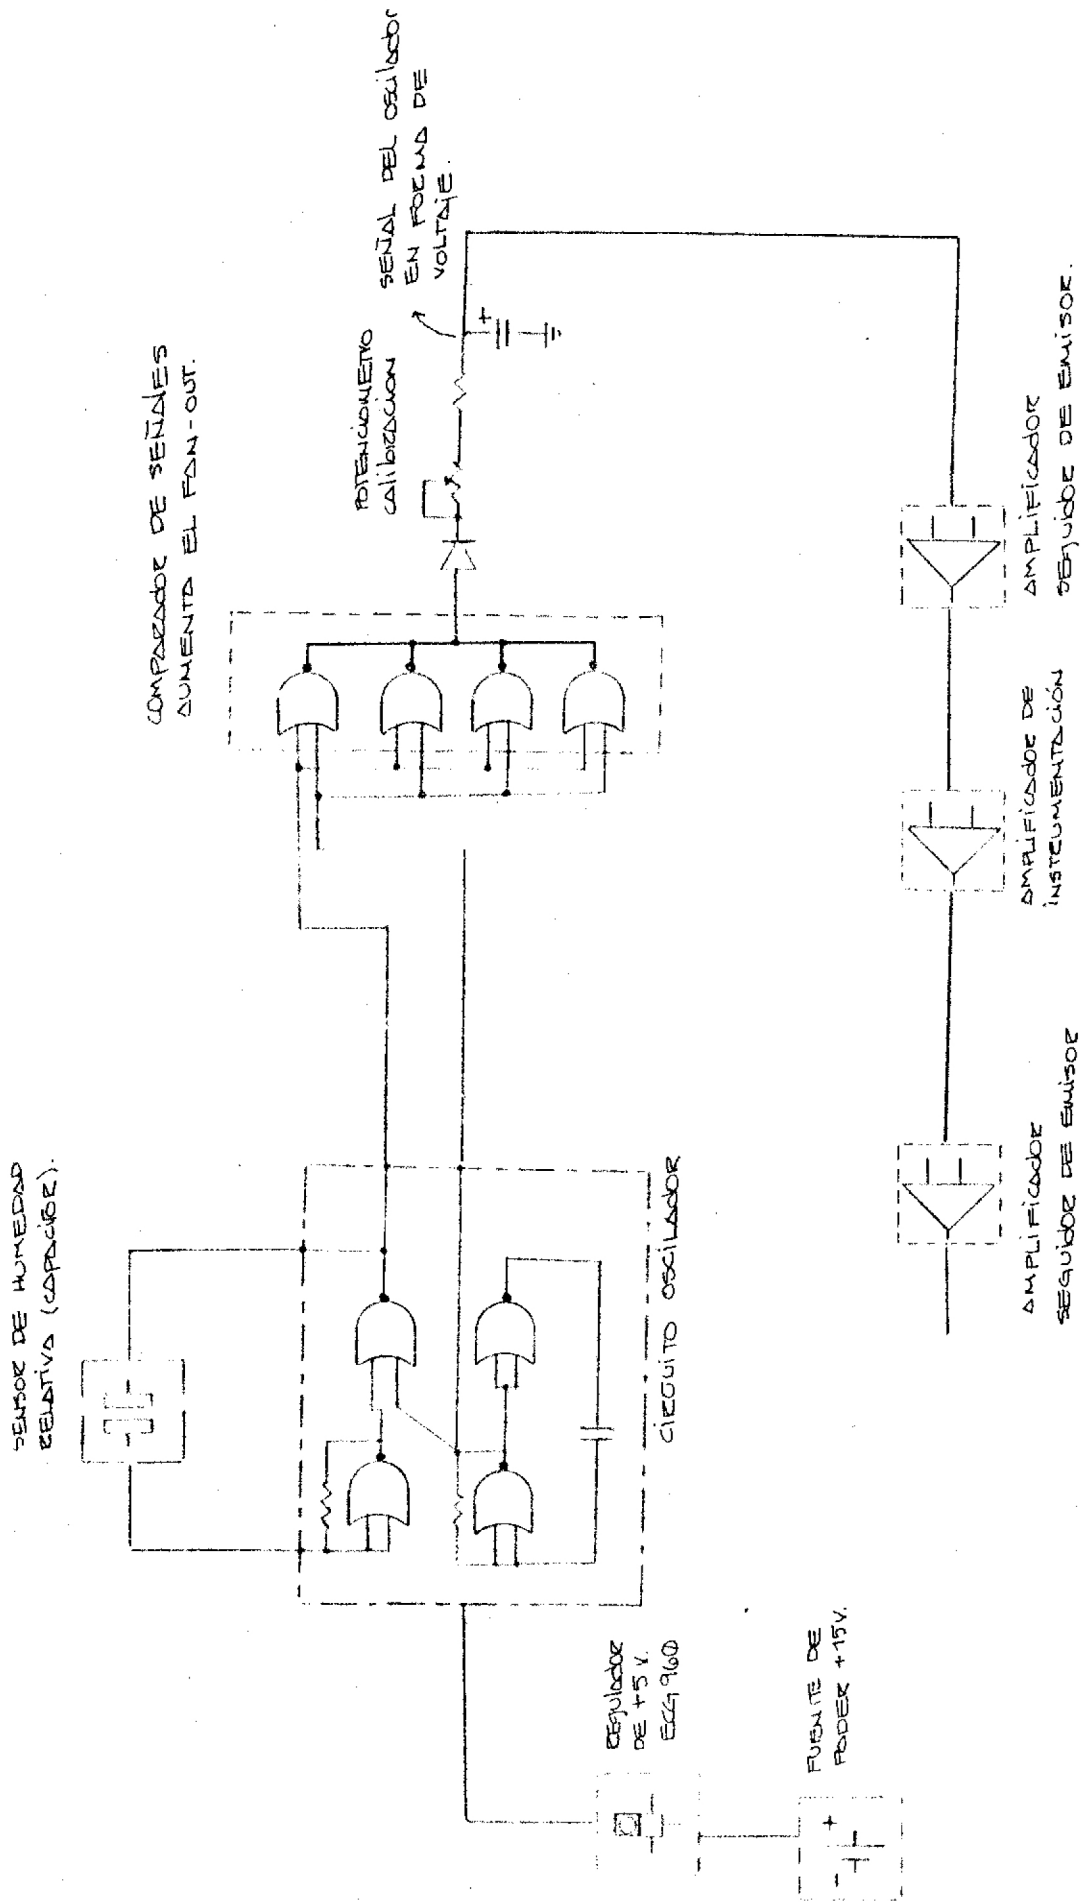 SENSOR DE HUMEDAD
RELATIVA (CAPACITOR).
COMPARADOR DE SEÑALES
AUMENTA EL FAN-OUT.
POTENCIOMETRO
CALIBRACION
SEÑAL DEL OSCILADOR
EN FORMA DE
VOLTAJE.
+
CIRCUITO OSCILADOR
REGULADOR
DE +5 V.
ECG 960
FUENTE DE
PODER +15V.
- +
AMPLIFICADOR
SEGUIDOR DE EMISOR
AMPLIFICADOR DE
INSTRUMENTACIÓN
AMPLIFICADOR
SEGUIDOR DE EMISOR.